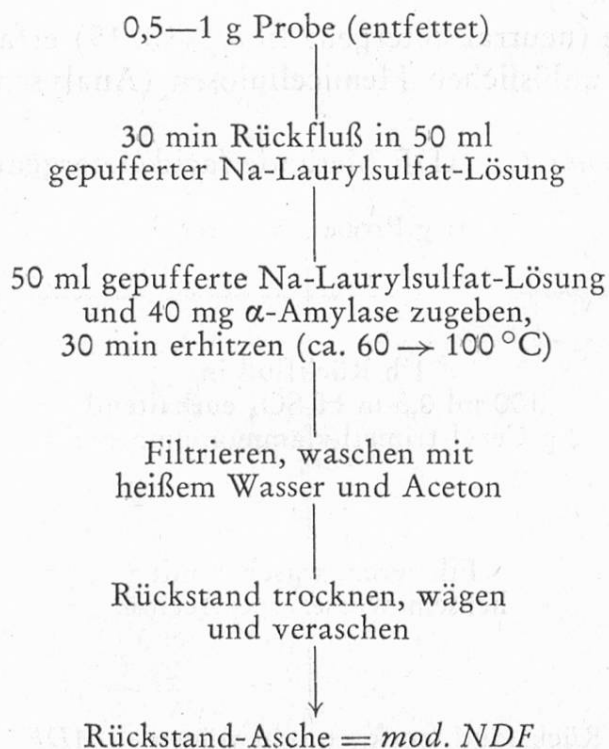 0,5—1 g Probe (entfettet)
30 min Rückfluß in 50 ml
gepufferter Na-Laurylsulfat-Lösung
50 ml gepufferte Na-Laurylsulfat-Lösung
und 40 mg α-Amylase zugeben,
30 min erhitzen (ca. 60 → 100 °C)
Filtrieren, waschen mit
heißem Wasser und Aceton
Rückstand trocknen, wägen
und veraschen
Rückstand-Asche = mod. NDF